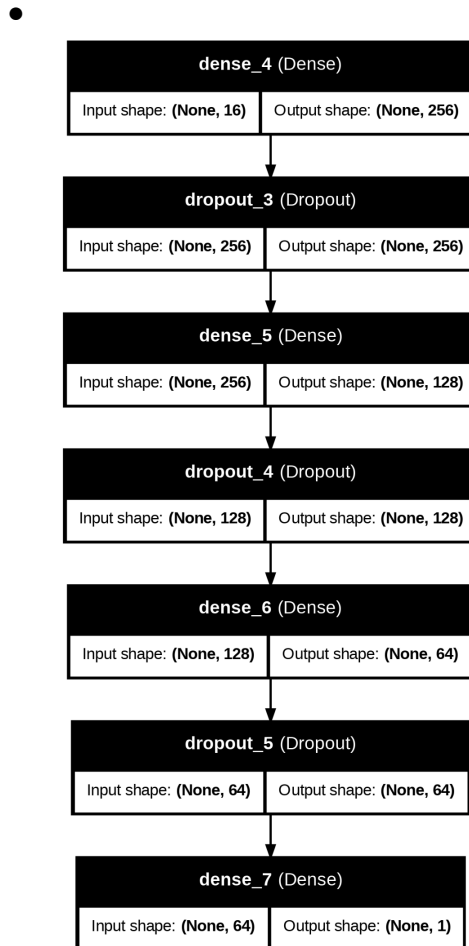 dense_4 (Dense)
Input shape: (None, 16) Output shape: (None, 256)
dropout_3 (Dropout)
Input shape: (None, 256) Output shape: (None, 256)
dense_5 (Dense)
Input shape: (None, 256) Output shape: (None, 128)
dropout_4 (Dropout)
Input shape: (None, 128) Output shape: (None, 128)
dense_6 (Dense)
Input shape: (None, 128) Output shape: (None, 64)
dropout_5 (Dropout)
Input shape: (None, 64) Output shape: (None, 64)
dense_7 (Dense)
Input shape: (None, 64) Output shape: (None, 1)